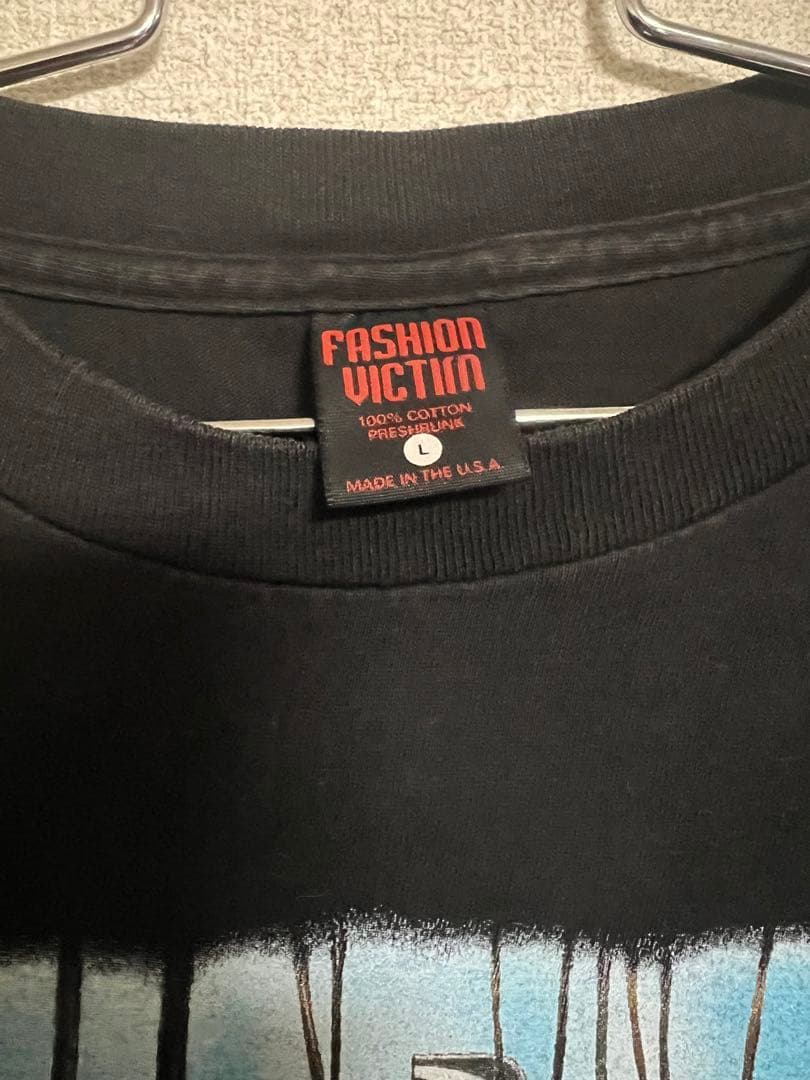 FASHION
VICTIM
100% COTTON
PRESHRUNK
L
MADE IN THE U.S.A.